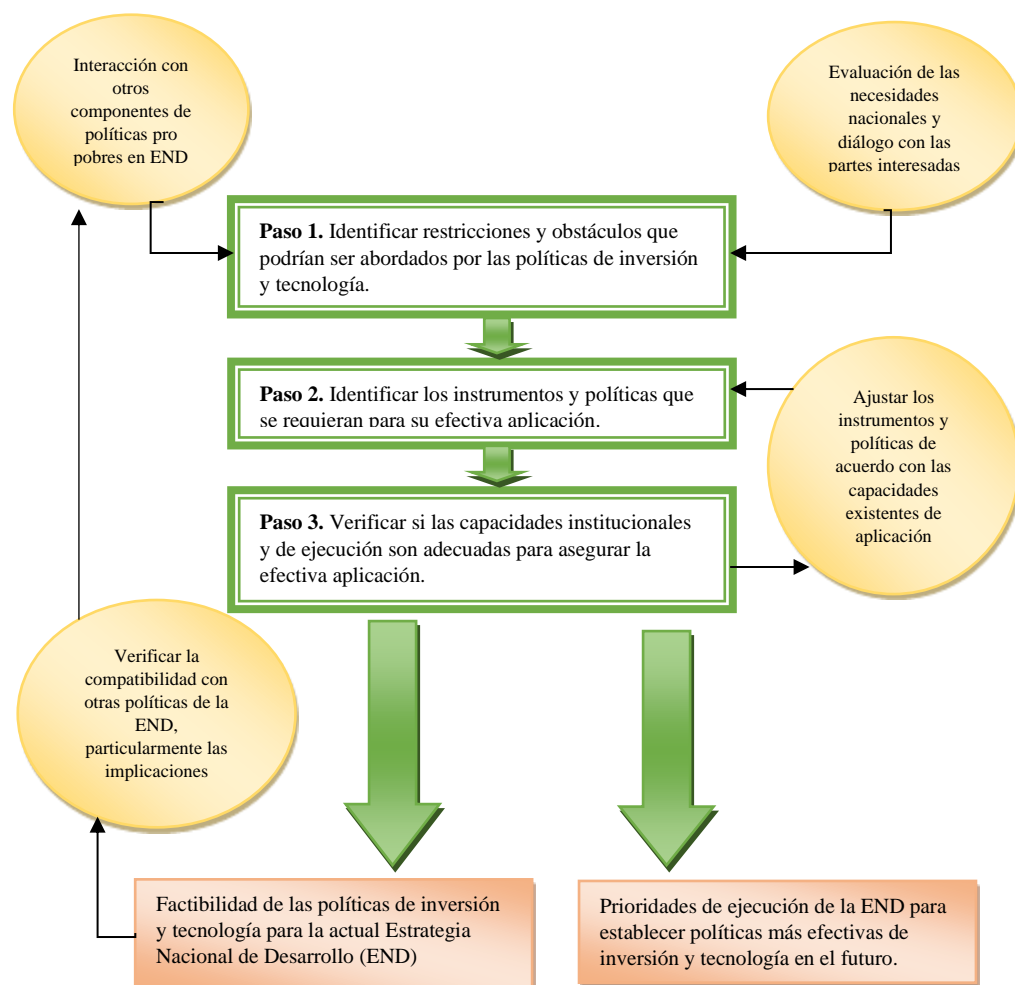 Interacción con
otros
componentes de
políticas pro
pobres en END
Evaluación de las
necesidades
nacionales y
diálogo con las
partes interesadas
Paso 1. Identificar restricciones y obstáculos que
podrían ser abordados por las políticas de inversión
y tecnología.
Paso 2. Identificar los instrumentos y políticas que
se requieran para su efectiva aplicación.
Ajustar los
instrumentos y
políticas de
acuerdo con las
capacidades
existentes de
aplicación
Paso 3. Verificar si las capacidades institucionales
y de ejecución son adecuadas para asegurar la
efectiva aplicación.
Verificar la
compatibilidad con
otras políticas de la
END,
particularmente las
implicaciones
Factibilidad de las políticas de inversión
y tecnología para la actual Estrategia
Nacional de Desarrollo (END)
Prioridades de ejecución de la END para
establecer políticas más efectivas de
inversión y tecnología en el futuro.